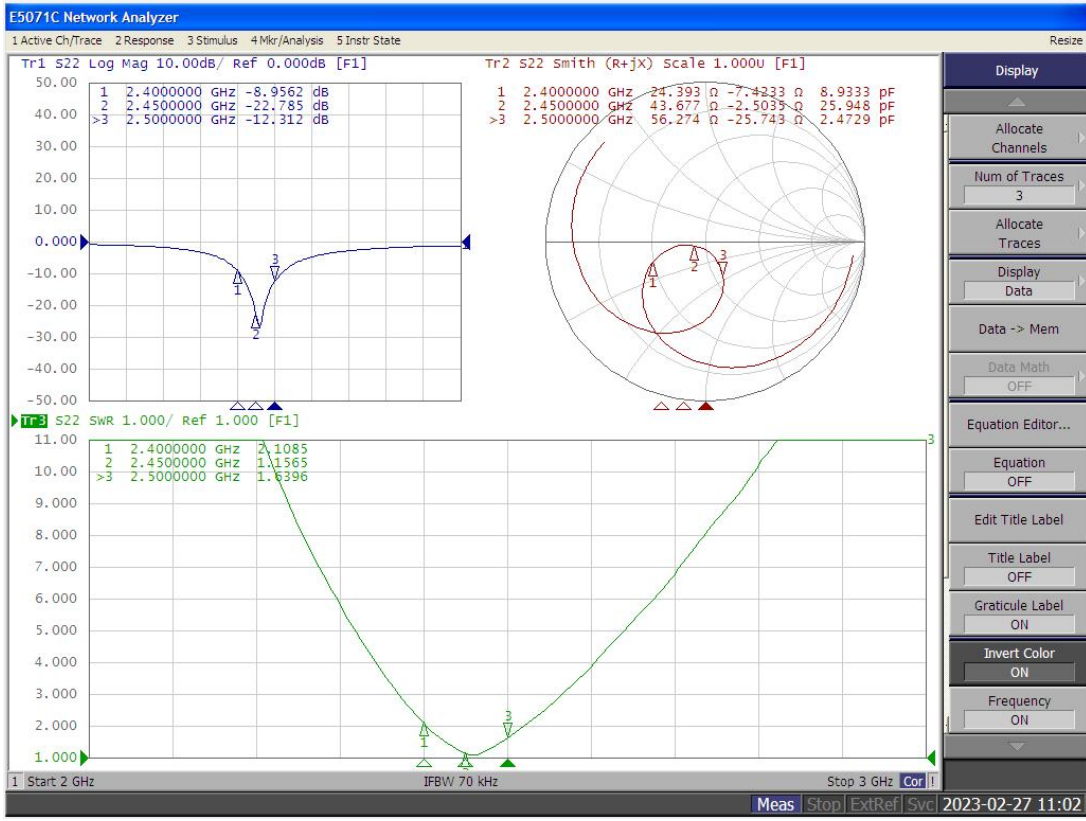 E5071C Network Analyzer
1 Active Ch/Trace 2 Response 3 Stimulus 4 Mkr/Analysis 5 Instr State
Resize
Tr1 S22 Log Mag 10.00dB/ Ref 0.000dB [F1]
50.00
1 2.4000000 GHz -8.9562 dB
2 2.4500000 GHz -22.785 dB
>3 2.5000000 GHz -12.312 dB
40.00
30.00
20.00
10.00
0.000
-10.00
-20.00
-30.00
-40.00
-50.00
1
2
3
Tr2 S22 Smith (R+jX) Scale 1.000U [F1]
1 2.4000000 GHz 24.393 Ω -7.4233 Ω 8.9333 pF
2 2.4500000 GHz 43.677 Ω -2.5035 Ω 25.948 pF
>3 2.5000000 GHz 56.274 Ω -25.743 Ω 2.4729 pF
1
2
3
Tr3 S22 SWR 1.000/ Ref 1.000 [F1]
11.00
1 2.4000000 GHz 2.1085
2 2.4500000 GHz 1.1565
>3 2.5000000 GHz 1.6396
10.00
9.000
8.000
7.000
6.000
5.000
4.000
3.000
2.000
1.000
1
3
3
1 Start 2 GHz
IFBW 70 kHz
Stop 3 GHz Cor !
Meas Stop ExtRef Svc 2023-02-27 11:02
Display
Allocate
Channels
Num of Traces
3
Allocate
Traces
Display
Data
Data -> Mem
Data Math
OFF
Equation Editor...
Equation
OFF
Edit Title Label
Title Label
OFF
Graticule Label
ON
Invert Color
ON
Frequency
ON